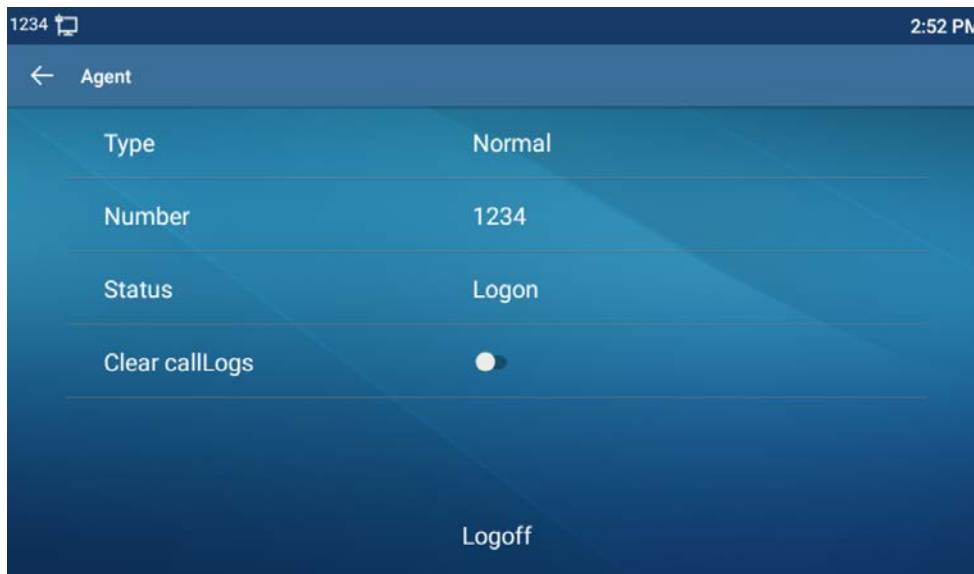 1234 2:52 PM
Agent
Type Normal
Number 1234
Status Logon
Clear callLogs
Logoff